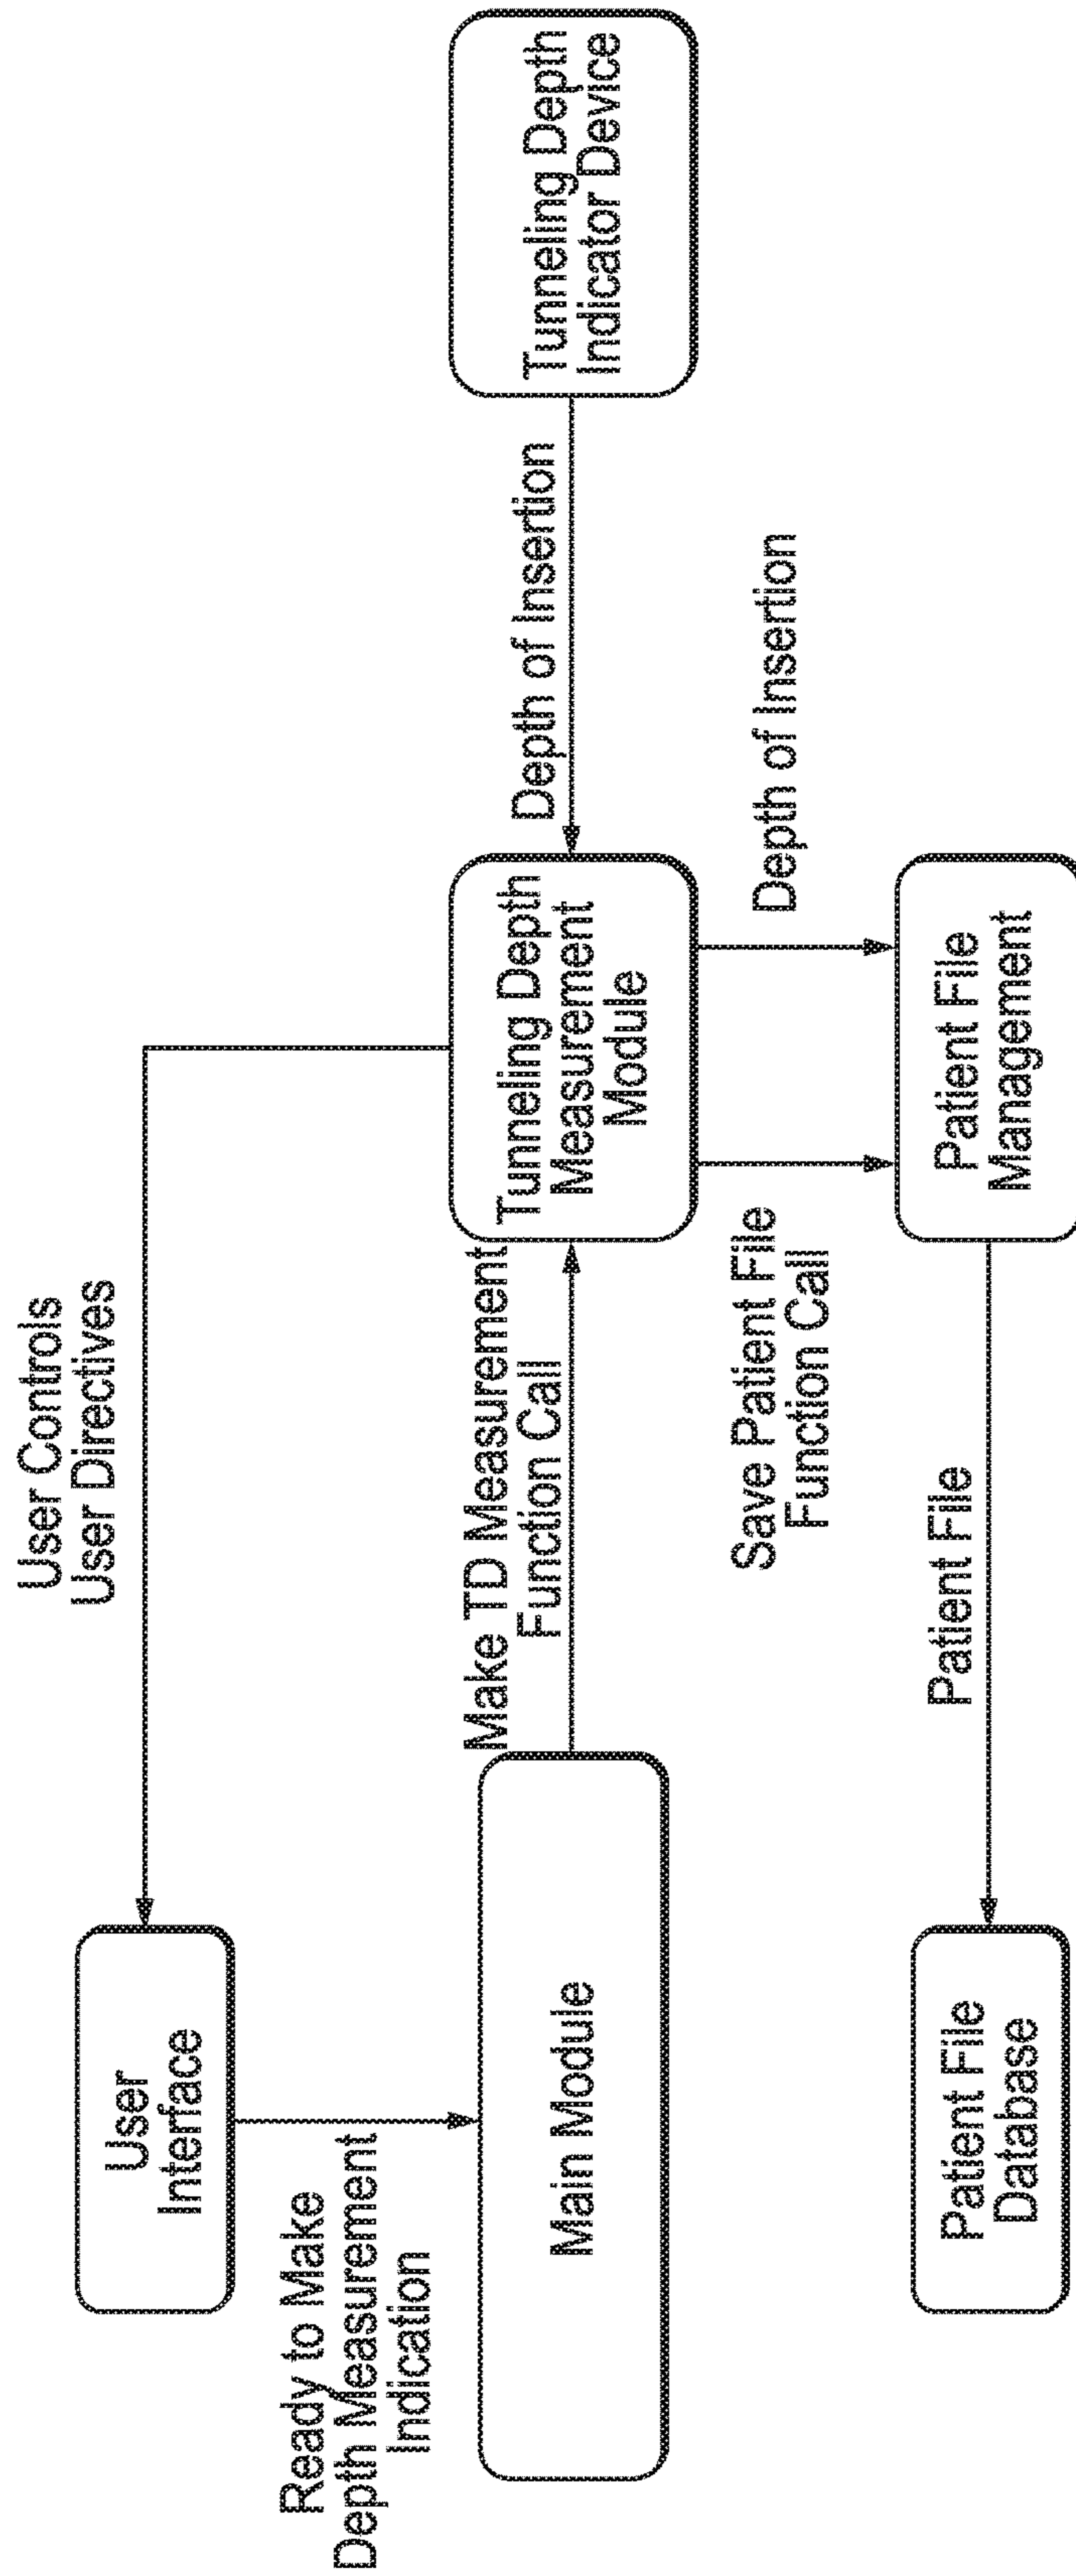 User Controls
User Directives
User
Interface
Ready to Make
Depth Measurement
Indication
Make TD Measurement
Function Call
Main Module
Tunneling Depth
Measurement
Module
Depth of Insertion
Tunneling Depth
Indicator Device
Save Patient File
Function Call
Depth of Insertion
Patient File
Database
Patient File
Patient File
Management